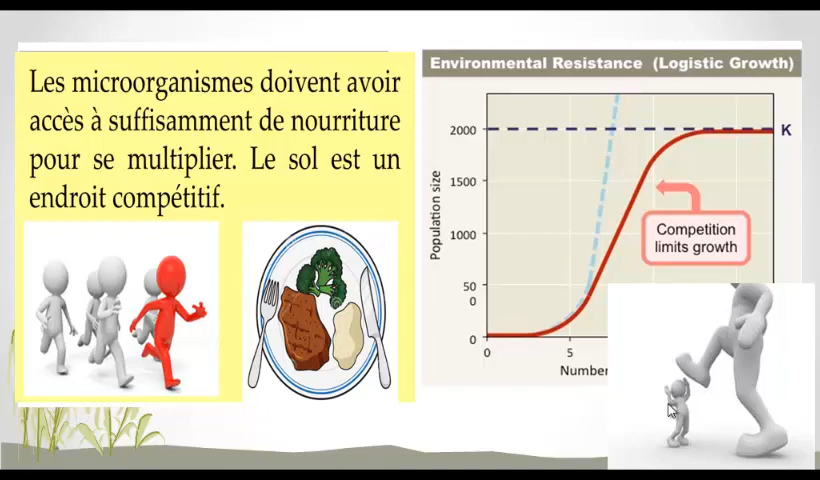 Les microorganismes doivent avoir
accès à suffisamment de nourriture
pour se multiplier. Le sol est un
endroit compétitif.
Environmental Resistance (Logistic Growth)
2000
K
1500
Population size
Competition
limits growth
1000
50
0
0
0
5
Number